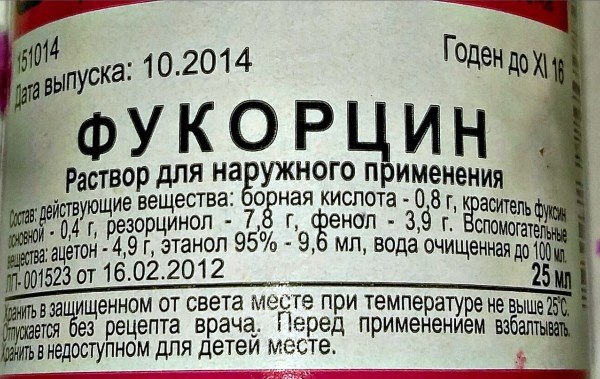 151014
Дата выпуска: 10.2014
Годен до XI 16
ФУКОРЦИН
Раствор для наружного применения
Состав: действующие вещества: борная кислота - 0,8 г, краситель фуксин
основной - 0,4 г, резорцинол - 7,8 г, фенол - 3,9 г. Вспомогательные
вещества: ацетон - 4,9 г, этанол 95% - 9,6 мл, вода очищенная до 100 мл.
ЛП- 001523 от 16.02.2012
25 мл
Хранить в защищенном от света месте при температуре не выше 25°С.
Отпускается без рецепта врача. Перед применением взбалтывать.
Хранить в недоступном для детей месте.